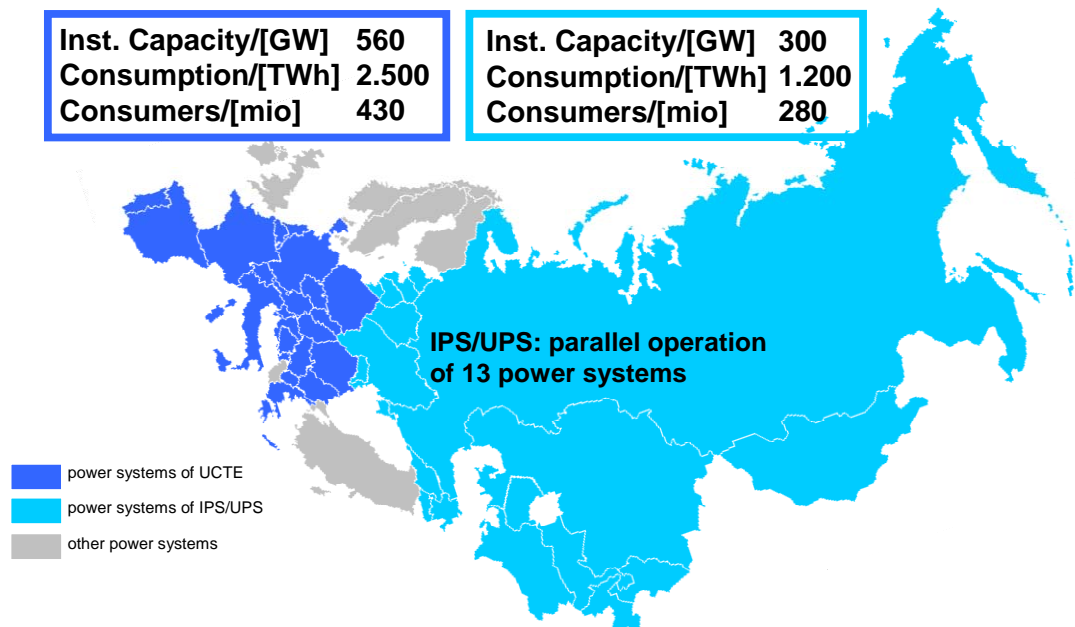 Inst. Capacity/[GW] 560
Consumption/[TWh] 2.500
Consumers/[mio] 430
Inst. Capacity/[GW] 300
Consumption/[TWh] 1.200
Consumers/[mio] 280
IPS/UPS: parallel operation
of 13 power systems
power systems of UCTE
power systems of IPS/UPS
other power systems